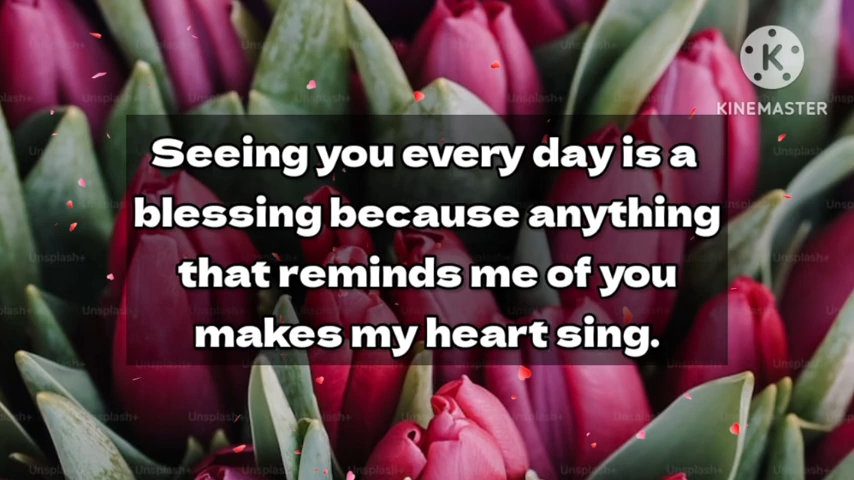 KINEMASTER
Seeing you every day is a
blessing because anything
that reminds me of you
makes my heart sing.
Unsplash+